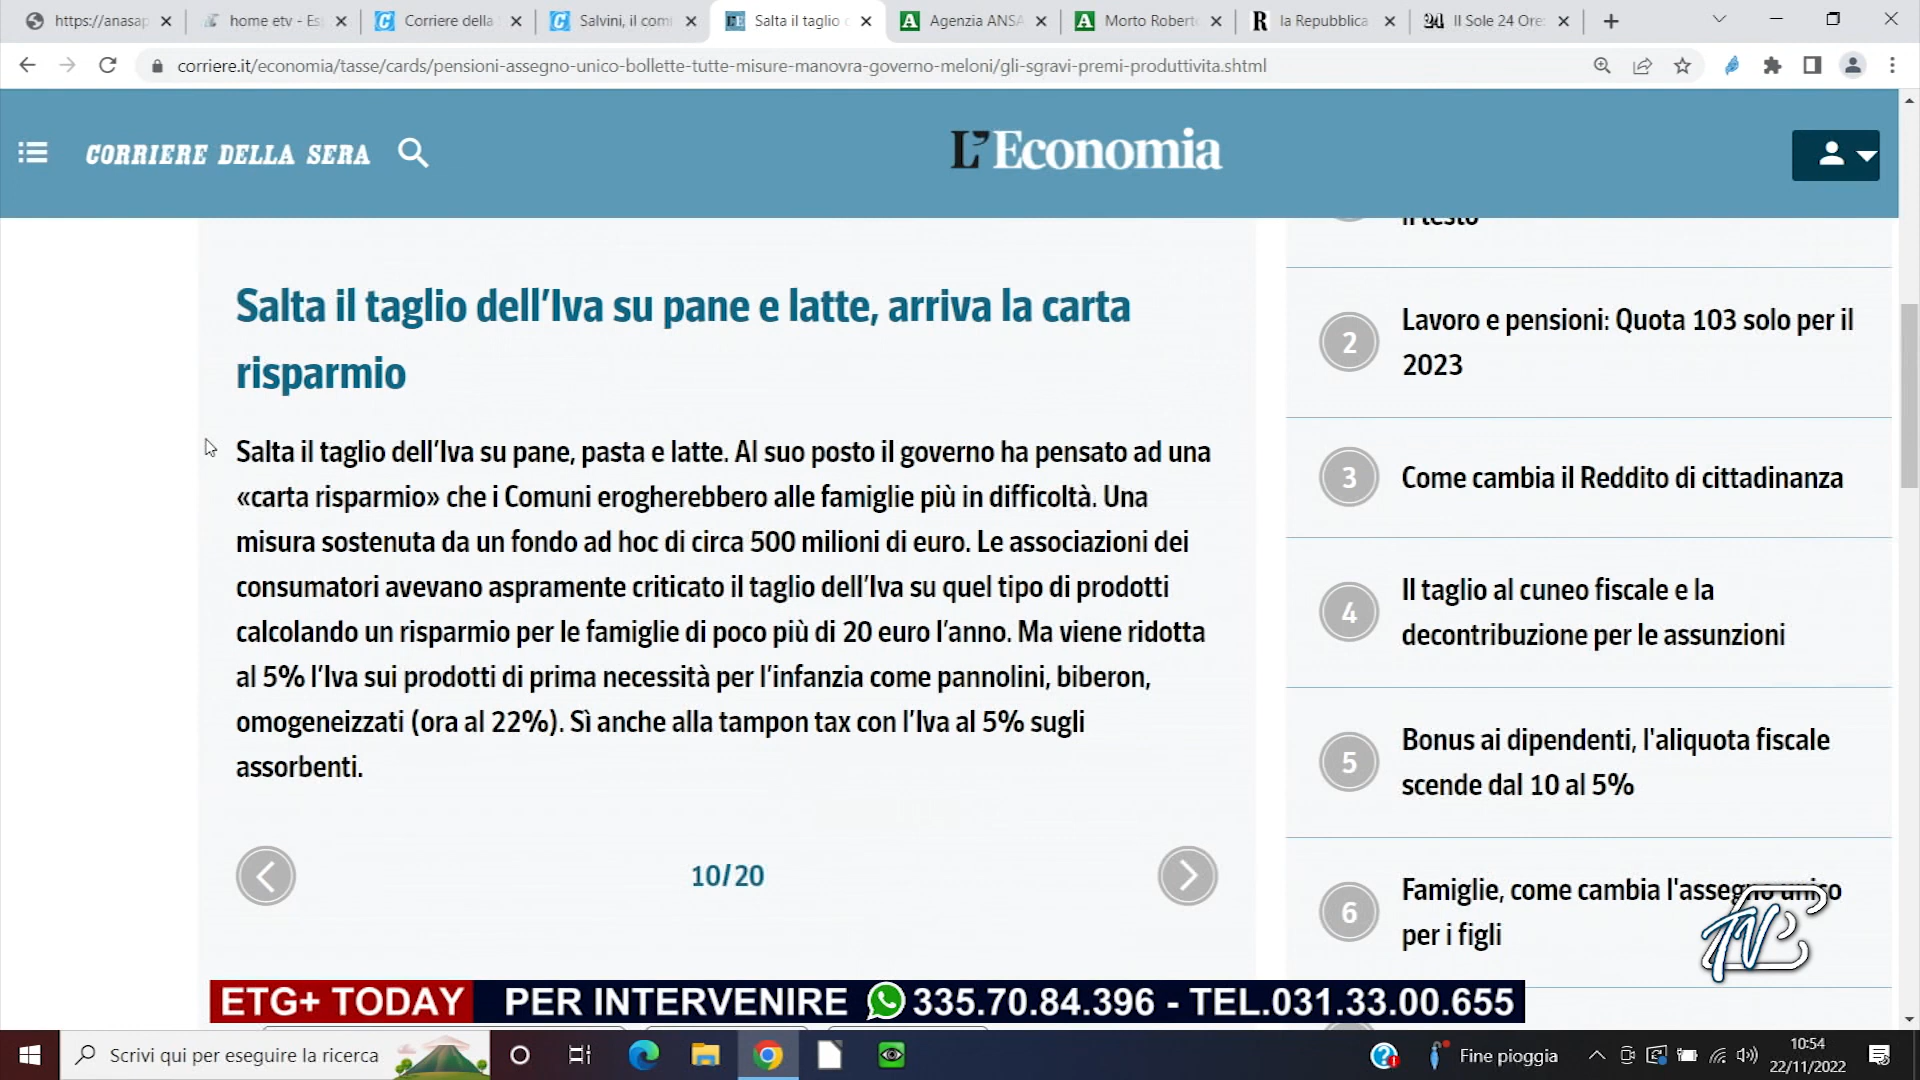 https://anasap
home etv - Es
Corriere della
Salvini, il com
Salta il taglio
Agenzia ANSA
Morto Robert
la Repubblica
Il Sole 24 Ore
corriere.it/economia/tasse/cards/pensioni-assegno-unico-bollette-tutte-misure-manovra-governo-meloni/gli-sgravi-premi-produttivita.shtml
CORRIERE DELLA SERA
L'Economia
Salta il taglio dell'Iva su pane e latte, arriva la carta
risparmio
Salta il taglio dell'Iva su pane, pasta e latte. Al suo posto il governo ha pensato ad una
«carta risparmio» che i Comuni erogherebbero alle famiglie più in difficoltà. Una
misura sostenuta da un fondo ad hoc di circa 500 milioni di euro. Le associazioni dei
consumatori avevano aspramente criticato il taglio dell'Iva su quel tipo di prodotti
calcolando un risparmio per le famiglie di poco più di 20 euro l'anno. Ma viene ridotta
al 5% l'Iva sui prodotti di prima necessità per l'infanzia come pannolini, biberon,
omogeneizzati (ora al 22%). Sì anche alla tampon tax con l'Iva al 5% sugli
assorbenti.
10/20
il testo
2
Lavoro e pensioni: Quota 103 solo per il
2023
3
Come cambia il Reddito di cittadinanza
4
Il taglio al cuneo fiscale e la
decontribuzione per le assunzioni
5
Bonus ai dipendenti, l'aliquota fiscale
scende dal 10 al 5%
6
Famiglie, come cambia l'assegno unico
per i figli
ETG+ TODAY PER INTERVENIRE 335.70.84.396 - TEL.031.33.00.655
Scrivi qui per eseguire la ricerca
Fine pioggia
10:54
22/11/2022